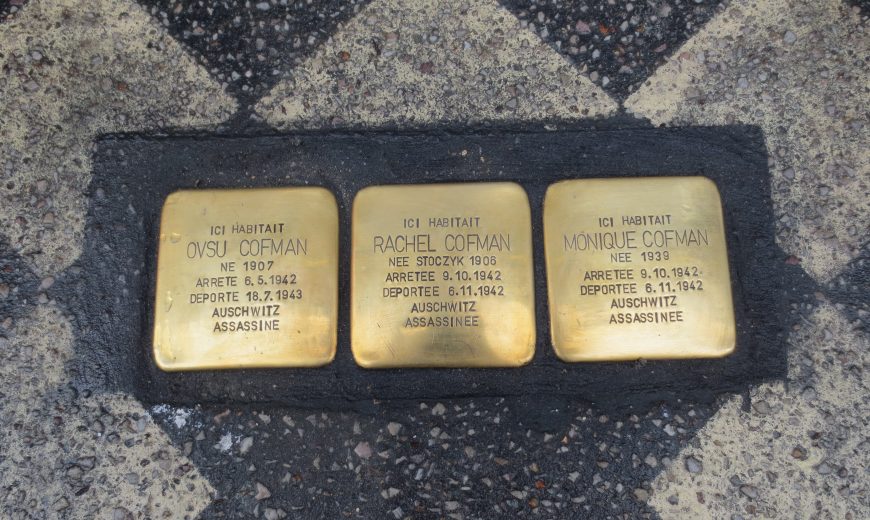 ICI HABITAIT
OVSU COFMAN
NE 1907
ARRETE 6.5.1942
DEPORTE 18.7.1943
AUSCHWITZ
ASSASSINE
ICI HABITAIT
RACHEL COFMAN
NEE STOCZYK 1906
ARRETEE 9.10.1942
DEPORTEE 6.11.1942
AUSCHWITZ
ASSASSINEE
ICI HABITAIT
MONIQUE COFMAN
NEE 1939
ARRETEE 9.10.1942
DEPORTEE 6.11.1942
AUSCHWITZ
ASSASSINEE